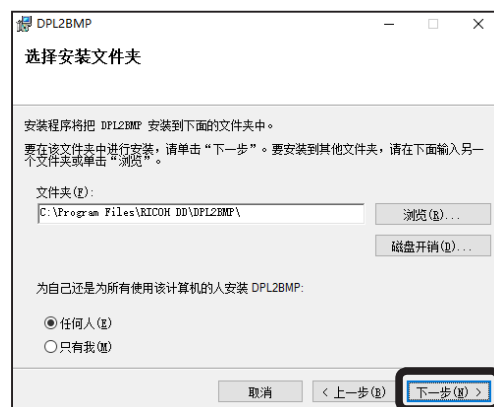 DPL2BMP
选择安装文件夹
安装程序将把 DPL2BMP 安装到下面的文件夹中。
要在该文件夹中进行安装，请单击“下一步”。要安装到其他文件夹，请在下面输入另一
个文件夹或单击“浏览”。
文件夹(F):
C:\Program Files\RICOH DD\DPL2BMP\
浏览(R)...
磁盘开销(D)...
为自己还是为所有使用该计算机的人安装 DPL2BMP:
任何人(E)
只有我(M)
取消 < 上一步(B) 下一步(N) >